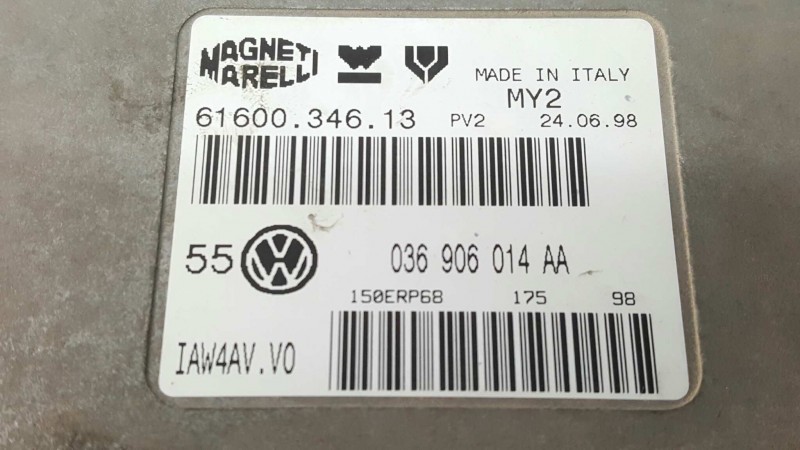 MAGNETI
MARELLI
MADE IN ITALY
MY2
61600.346.13 PV2 24.06.98
55 036 906 014 AA
150ERP68 175 98
IAW4AV.V0